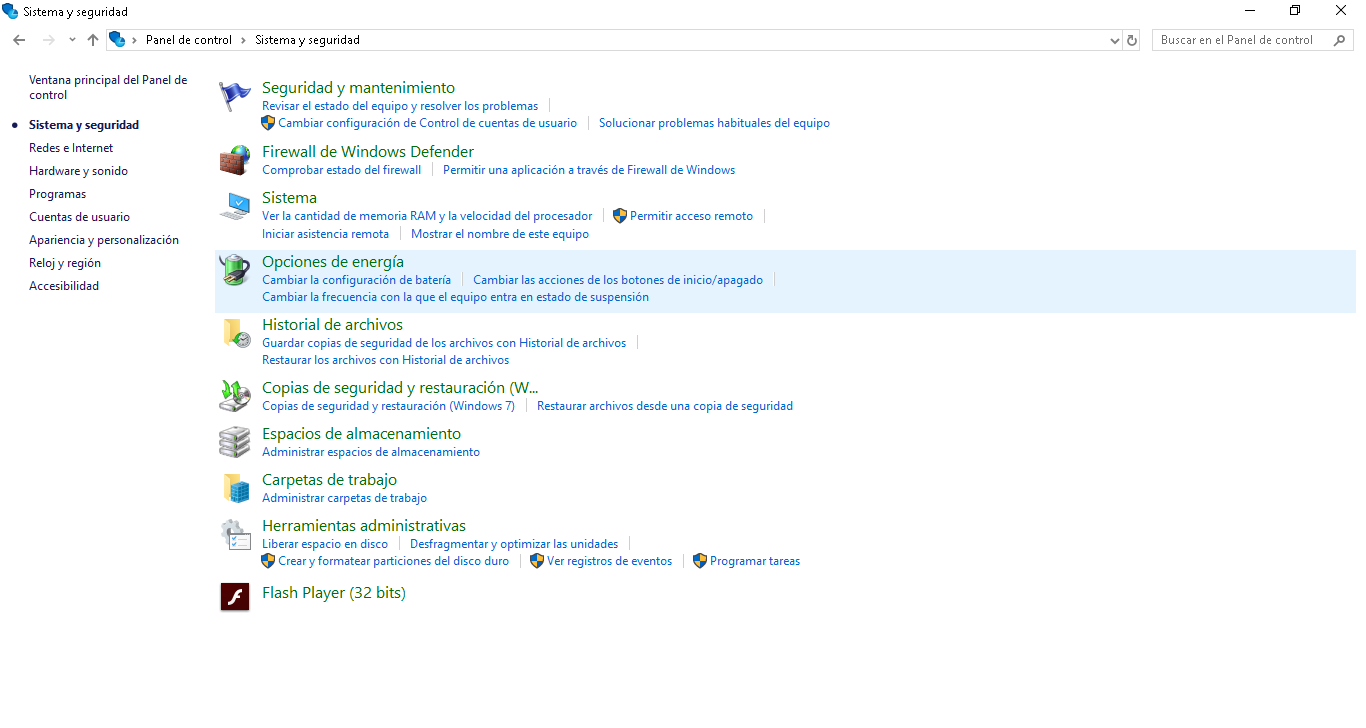 Sistema y seguridad
Panel de control > Sistema y seguridad
Buscar en el Panel de control
Ventana principal del Panel de
control
Sistema y seguridad
Redes e Internet
Hardware y sonido
Programas
Cuentas de usuario
Apariencia y personalización
Reloj y región
Accesibilidad
Seguridad y mantenimiento
Revisar el estado del equipo y resolver los problemas
Cambiar configuración de Control de cuentas de usuario | Solucionar problemas habituales del equipo
Firewall de Windows Defender
Comprobar estado del firewall | Permitir una aplicación a través de Firewall de Windows
Sistema
Ver la cantidad de memoria RAM y la velocidad del procesador | Permitir acceso remoto
Iniciar asistencia remota | Mostrar el nombre de este equipo
Opciones de energía
Cambiar la configuración de batería | Cambiar las acciones de los botones de inicio/apagado
Cambiar la frecuencia con la que el equipo entra en estado de suspensión
Historial de archivos
Guardar copias de seguridad de los archivos con Historial de archivos
Restaurar los archivos con Historial de archivos
Copias de seguridad y restauración (W...
Copias de seguridad y restauración (Windows 7) | Restaurar archivos desde una copia de seguridad
Espacios de almacenamiento
Administrar espacios de almacenamiento
Carpetas de trabajo
Administrar carpetas de trabajo
Herramientas administrativas
Liberar espacio en disco | Desfragmentar y optimizar las unidades
Crear y formatear particiones del disco duro | Ver registros de eventos | Programar tareas
Flash Player (32 bits)